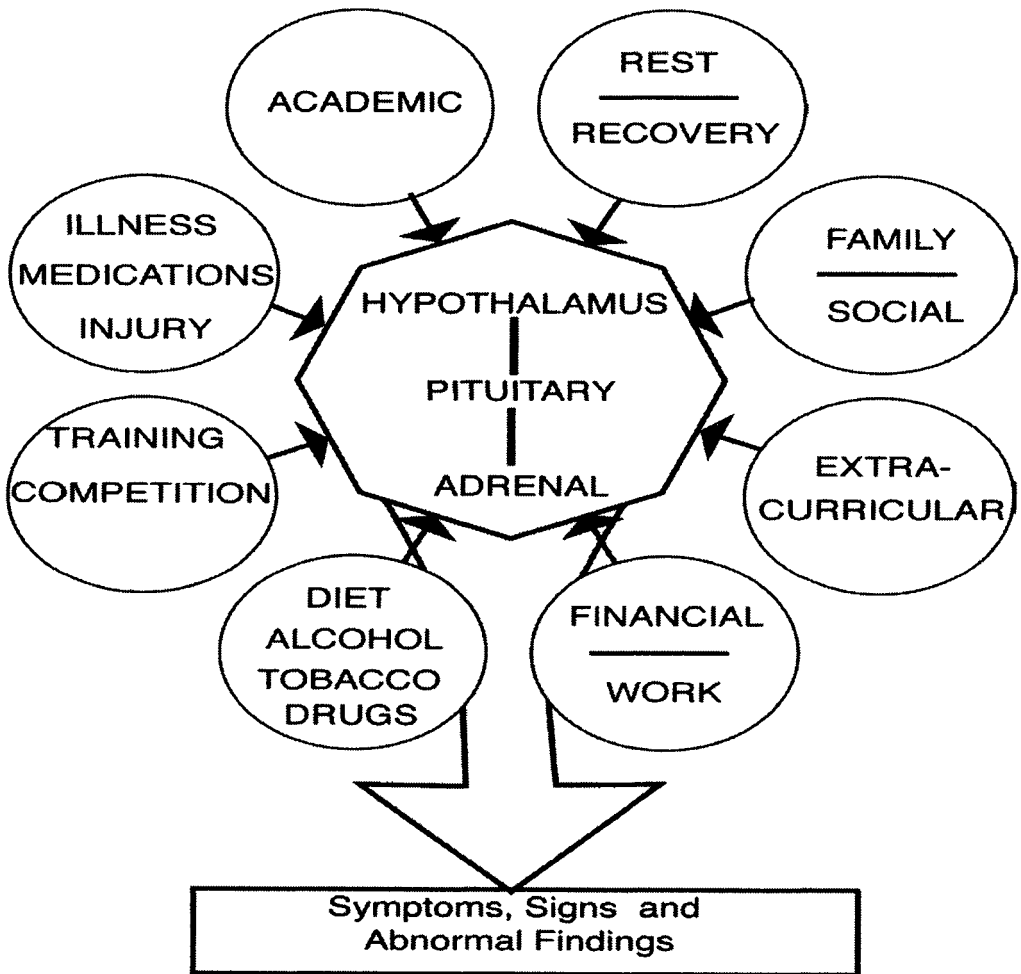 ACADEMIC
REST
RECOVERY
ILLNESS
MEDICATIONS
INJURY
FAMILY
SOCIAL
HYPOTHALAMUS
PITUITARY
ADRENAL
TRAINING
COMPETITION
EXTRA-
CURRICULAR
DIET
ALCOHOL
TOBACCO
DRUGS
FINANCIAL
WORK
Symptoms, Signs and
Abnormal Findings